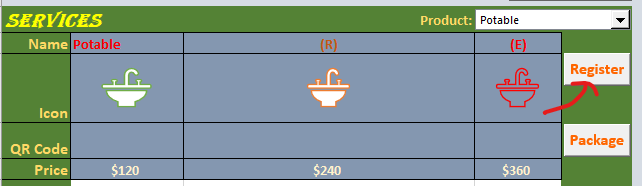 SERVICES Product: Potable
Name Potable (R) (E)
Register
Icon
QR Code Package
Price $120 $240 $360